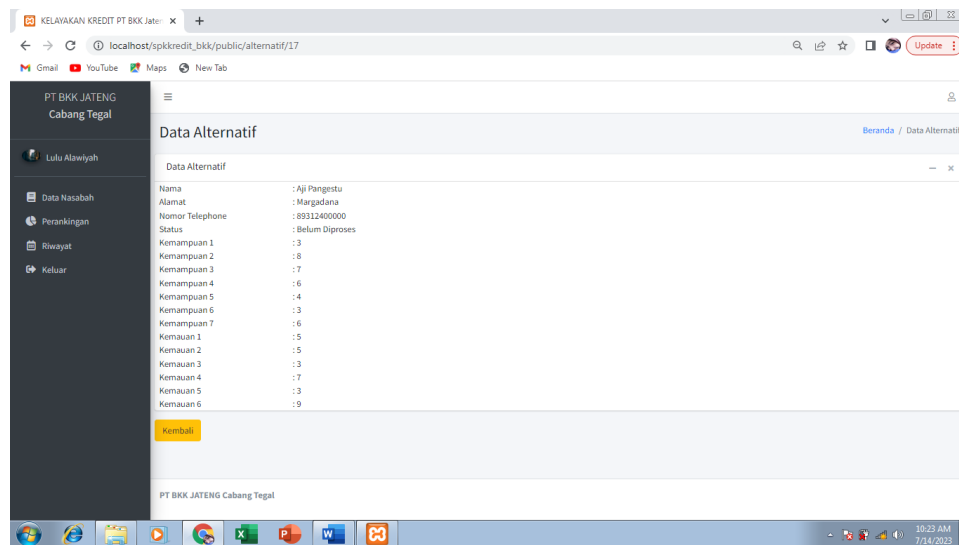 KELAYAKAN KREDIT PT BKK Jaten
localhost/spkkredit_bkk/public/alternatif/17
Update
Gmail YouTube Maps New Tab
PT BKK JATENG
Cabang Tegal
Lulu Alawiyah
Data Nasabah
Perankingan
Riwayat
Keluar
Data Alternatif
Beranda / Data Alternatif
Data Alternatif
Nama : Aji Pangestu
Alamat : Margadana
Nomor Telephone : 89312400000
Status : Belum Diproses
Kemampuan 1 : 3
Kemampuan 2 : 8
Kemampuan 3 : 7
Kemampuan 4 : 6
Kemampuan 5 : 4
Kemampuan 6 : 3
Kemampuan 7 : 6
Kemauan 1 : 5
Kemauan 2 : 5
Kemauan 3 : 3
Kemauan 4 : 7
Kemauan 5 : 3
Kemauan 6 : 9
Kembali
PT BKK JATENG Cabang Tegal
10:23 AM
7/14/2023